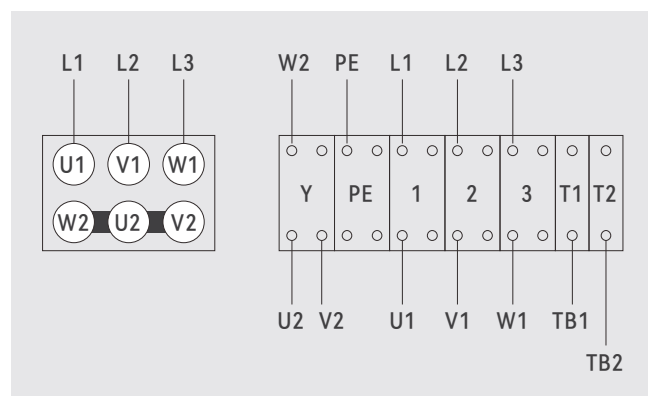 L1 L2 L3
U1 V1 W1
W2 U2 V2
W2 PE L1 L2 L3
Y PE 1 2 3 T1 T2
U2 V2 U1 V1 W1 TB1
TB2